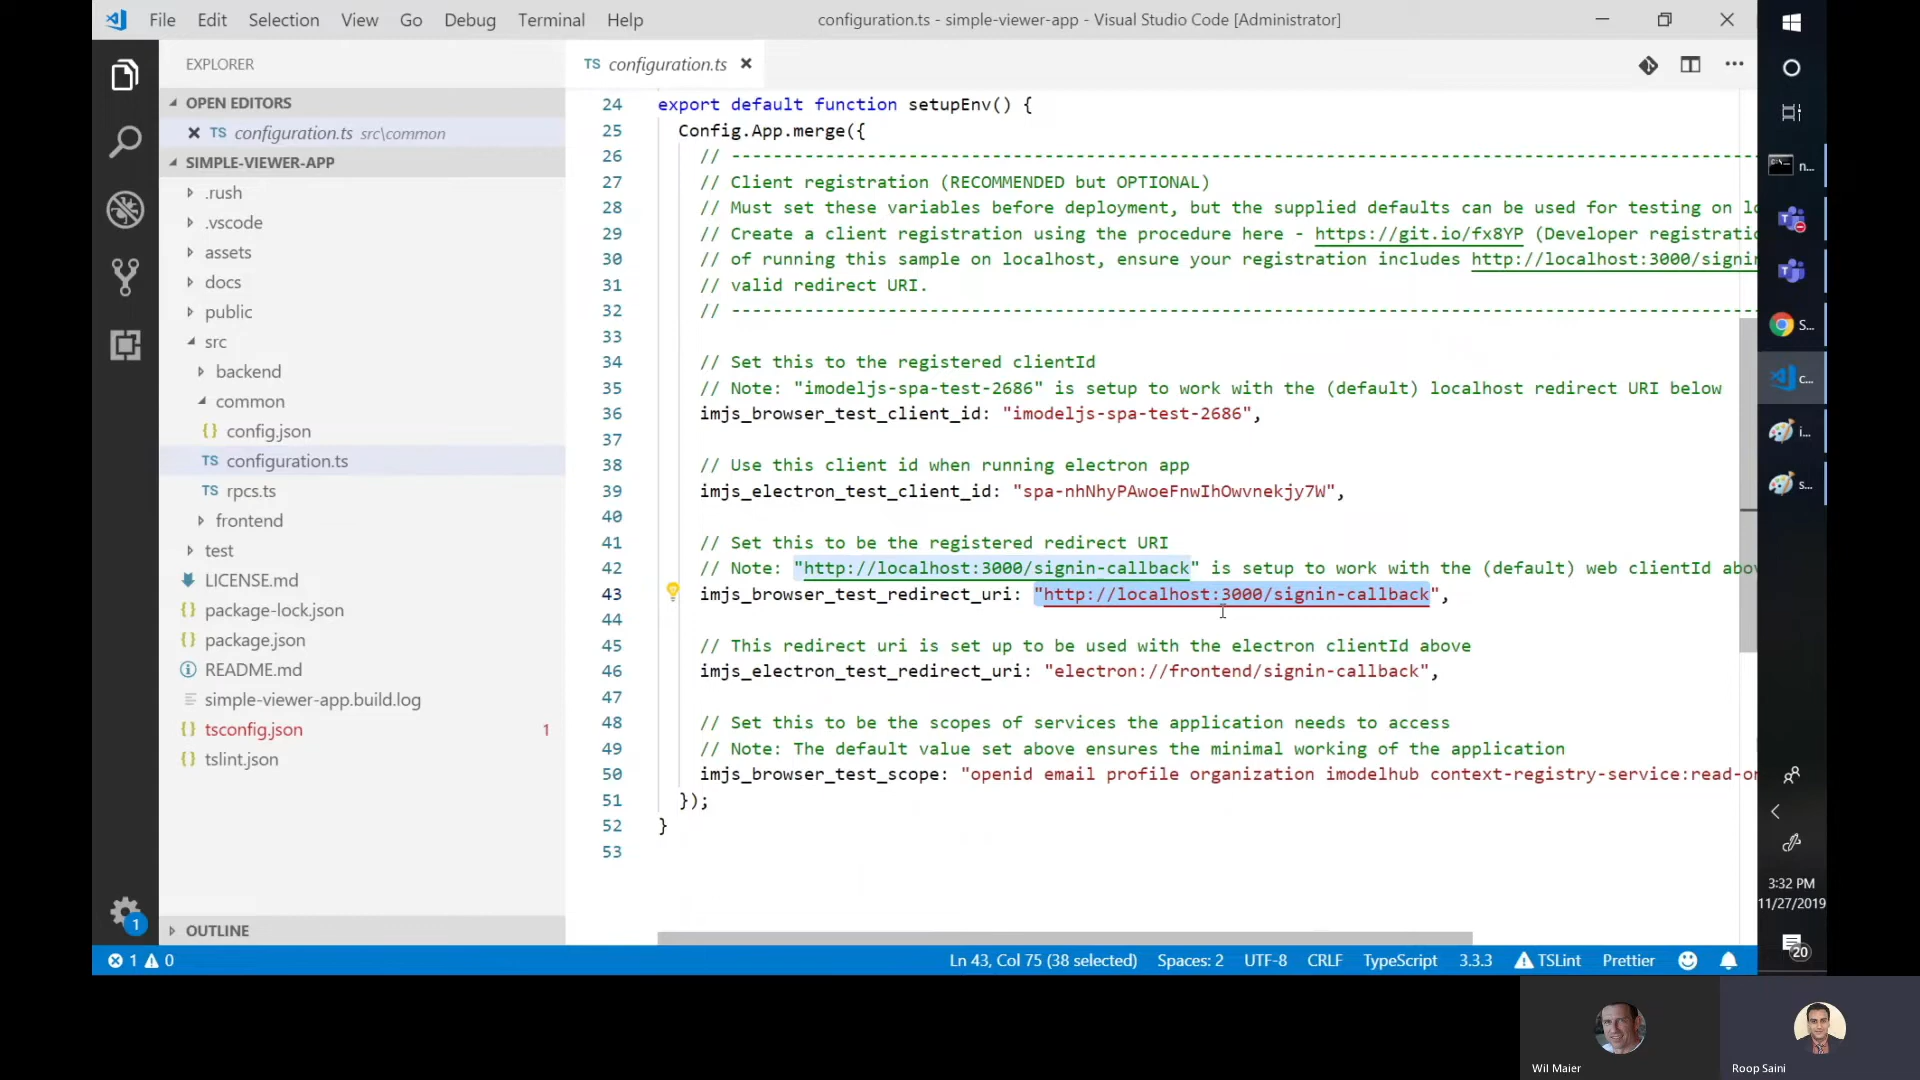 File Edit Selection View Go Debug Terminal Help
configuration.ts - simple-viewer-app - Visual Studio Code [Administrator]
EXPLORER
OPEN EDITORS
TS configuration.ts src\common
SIMPLE-VIEWER-APP
.rush
.vscode
assets
docs
public
src
backend
common
{} config.json
TS configuration.ts
TS rpcs.ts
frontend
test
LICENSE.md
package-lock.json
package.json
README.md
simple-viewer-app.build.log
{} tsconfig.json 1
{} tslint.json
OUTLINE
TS configuration.ts
24 export default function setupEnv() {
25 Config.App.merge({
26 // -----------------------------------------------------------------------------------------------------
27 // Client registration (RECOMMENDED but OPTIONAL)
28 // Must set these variables before deployment, but the supplied defaults can be used for testing on lo
29 // Create a client registration using the procedure here - https://git.io/fx8YP (Developer registratio
30 // of running this sample on localhost, ensure your registration includes http://localhost:3000/signin
31 // valid redirect URI.
32 // -----------------------------------------------------------------------------------------------------
33
34 // Set this to the registered clientId
35 // Note: "imodeljs-spa-test-2686" is setup to work with the (default) localhost redirect URI below
36 imjs_browser_test_client_id: "imodeljs-spa-test-2686",
37
38 // Use this client id when running electron app
39 imjs_electron_test_client_id: "spa-nhNhyPAwoeFnwIhOwvnekjy7W",
40
41 // Set this to be the registered redirect URI
42 // Note: "http://localhost:3000/signin-callback" is setup to work with the (default) web clientId abov
43 imjs_browser_test_redirect_uri: "http://localhost:3000/signin-callback",
44
45 // This redirect uri is set up to be used with the electron clientId above
46 imjs_electron_test_redirect_uri: "electron://frontend/signin-callback",
47
48 // Set this to be the scopes of services the application needs to access
49 // Note: The default value set above ensures the minimal working of the application
50 imjs_browser_test_scope: "openid email profile organization imodelhub context-registry-service:read-on
51 });
52 }
53
1 0
Ln 43, Col 75 (38 selected) Spaces: 2 UTF-8 CRLF TypeScript 3.3.3 TSLint Prettier
1
n...
S...
c...
i...
s...
3:32 PM
11/27/2019
20
Wil Maier
Roop Saini